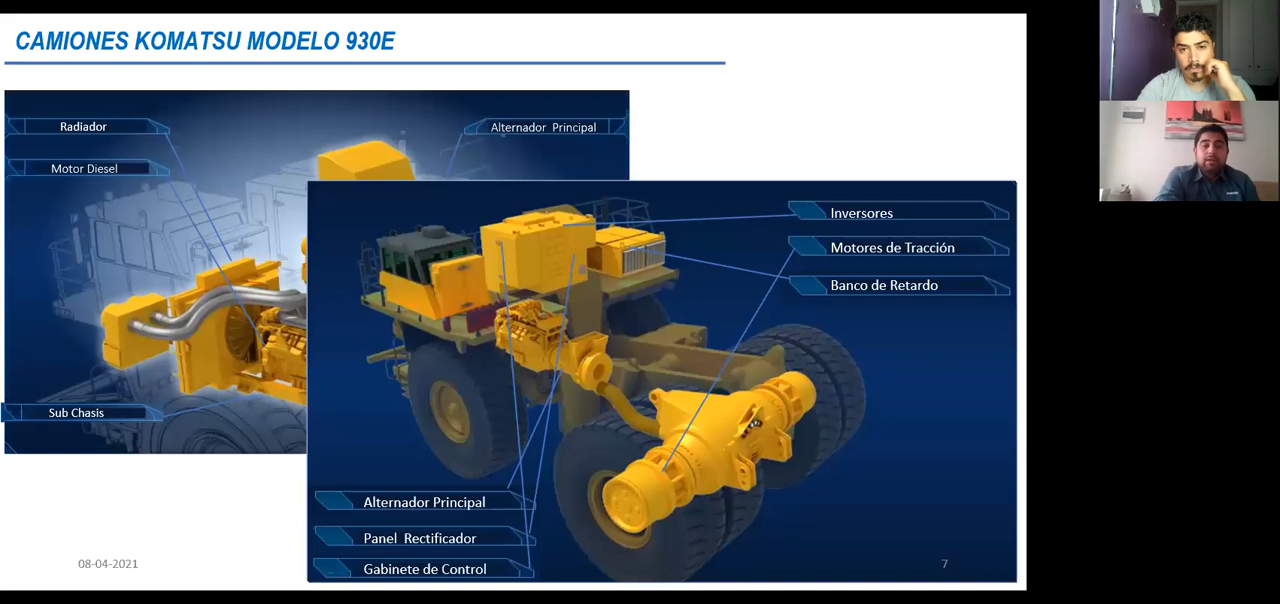 CAMIONES KOMATSU MODELO 930E
Radiador
Alternador Principal
Motor Diesel
Inversores
Motores de Tracción
Banco de Retardo
Sub Chasis
Alternador Principal
Panel Rectificador
Gabinete de Control
08-04-2021
7